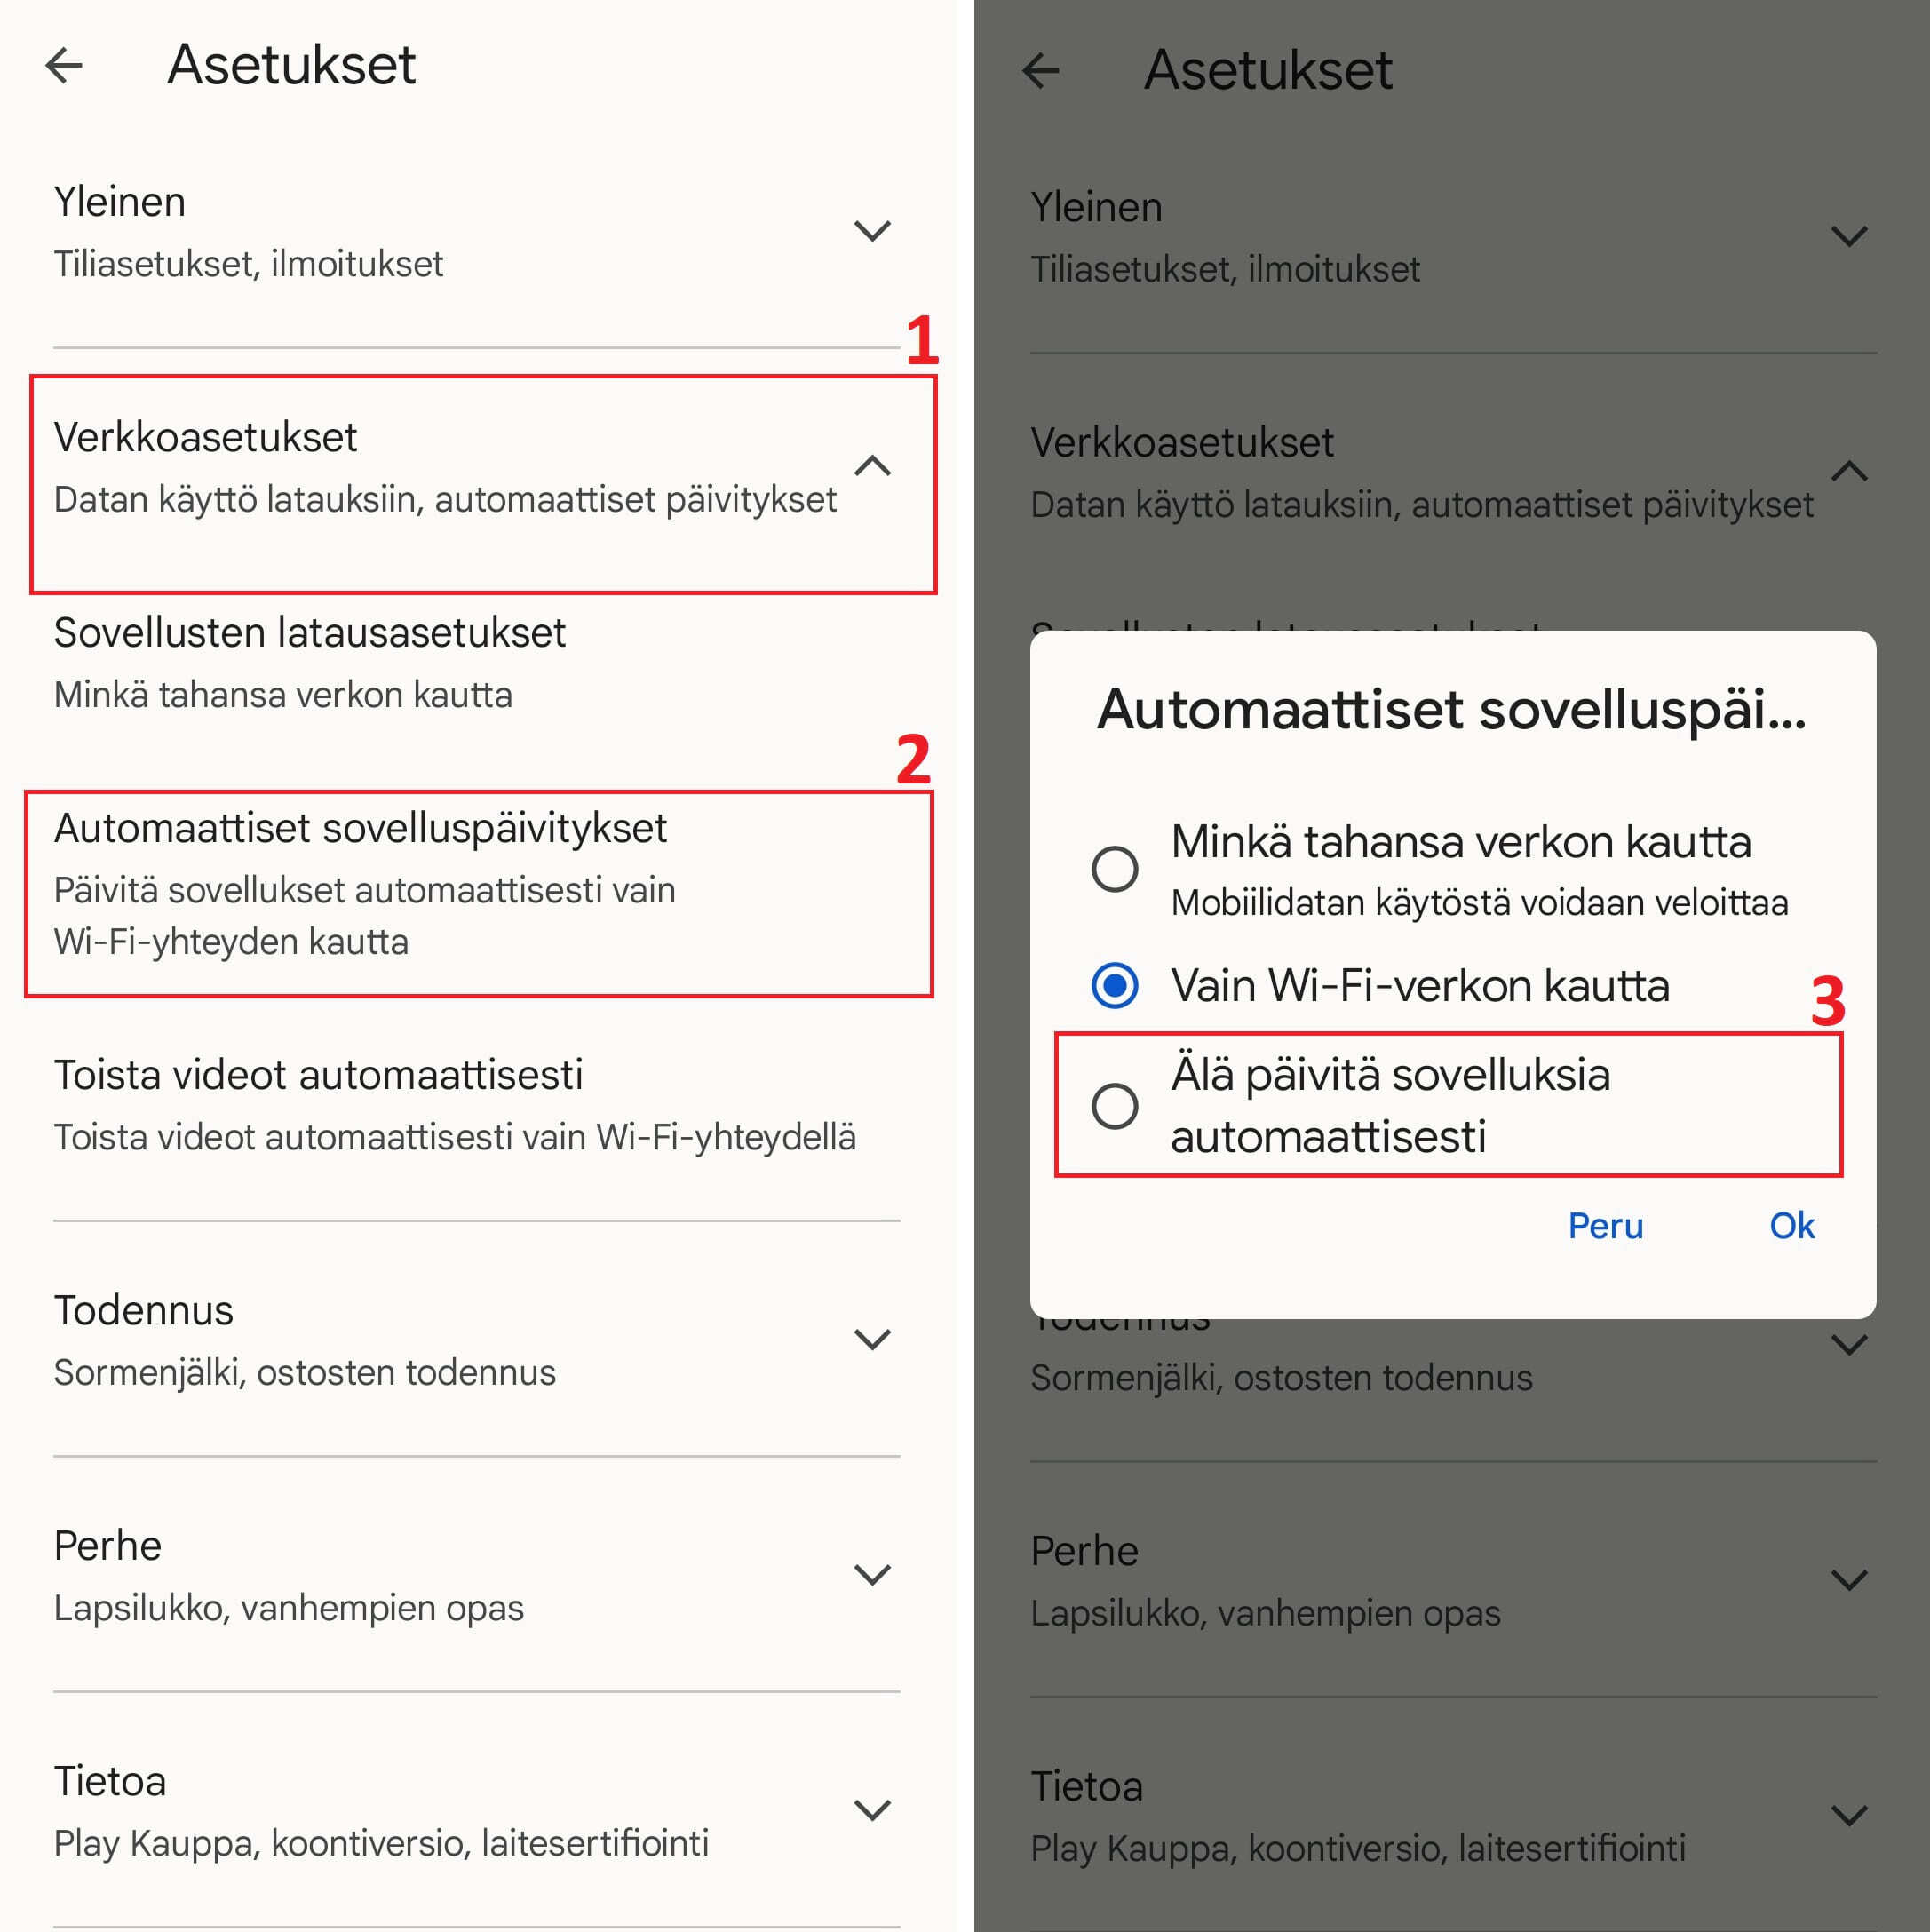 Asetukset
Yleinen
Tiliasetukset, ilmoitukset
1
Verkkoasetukset
Datan käyttö latauksiin, automaattiset päivitykset
Sovellusten latausasetukset
Minkä tahansa verkon kautta
2
Automaattiset sovelluspäivitykset
Päivitä sovellukset automaattisesti vain
Wi-Fi-yhteyden kautta
Toista videot automaattisesti
Toista videot automaattisesti vain Wi-Fi-yhteydellä
Todennus
Sormenjälki, ostosten todennus
Perhe
Lapsilukko, vanhempien opas
Tietoa
Play Kauppa, koontiversio, laitesertifiointi
Asetukset
Yleinen
Tiliasetukset, ilmoitukset
Verkkoasetukset
Datan käyttö latauksiin, automaattiset päivitykset
Sovellusten latausasetukset
Automaattiset sovelluspäi...
Minkä tahansa verkon kautta
Mobiilidatan käytöstä voidaan veloittaa
Vain Wi-Fi-verkon kautta
3
Älä päivitä sovelluksia
automaattisesti
Peru Ok
Todennus
Sormenjälki, ostosten todennus
Perhe
Lapsilukko, vanhempien opas
Tietoa
Play Kauppa, koontiversio, laitesertifiointi